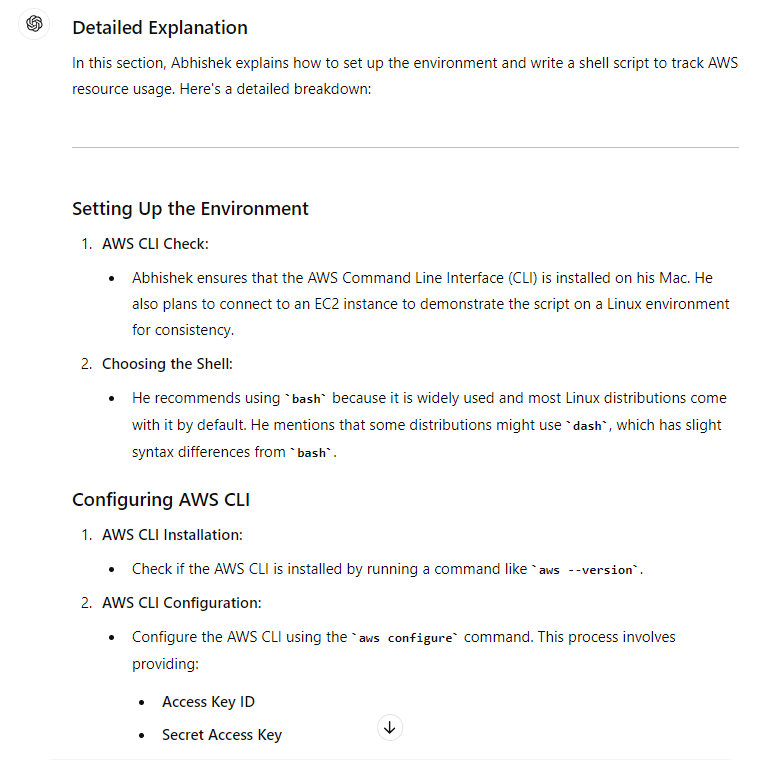 Detailed Explanation
In this section, Abhishek explains how to set up the environment and write a shell script to track AWS
resource usage. Here's a detailed breakdown:
Setting Up the Environment
1. AWS CLI Check:
• Abhishek ensures that the AWS Command Line Interface (CLI) is installed on his Mac. He
also plans to connect to an EC2 instance to demonstrate the script on a Linux environment
for consistency.
2. Choosing the Shell:
• He recommends using `bash` because it is widely used and most Linux distributions come
with it by default. He mentions that some distributions might use `dash`, which has slight
syntax differences from `bash`.
Configuring AWS CLI
1. AWS CLI Installation:
• Check if the AWS CLI is installed by running a command like `aws --version`.
2. AWS CLI Configuration:
• Configure the AWS CLI using the `aws configure` command. This process involves
providing:
• Access Key ID
• Secret Access Key